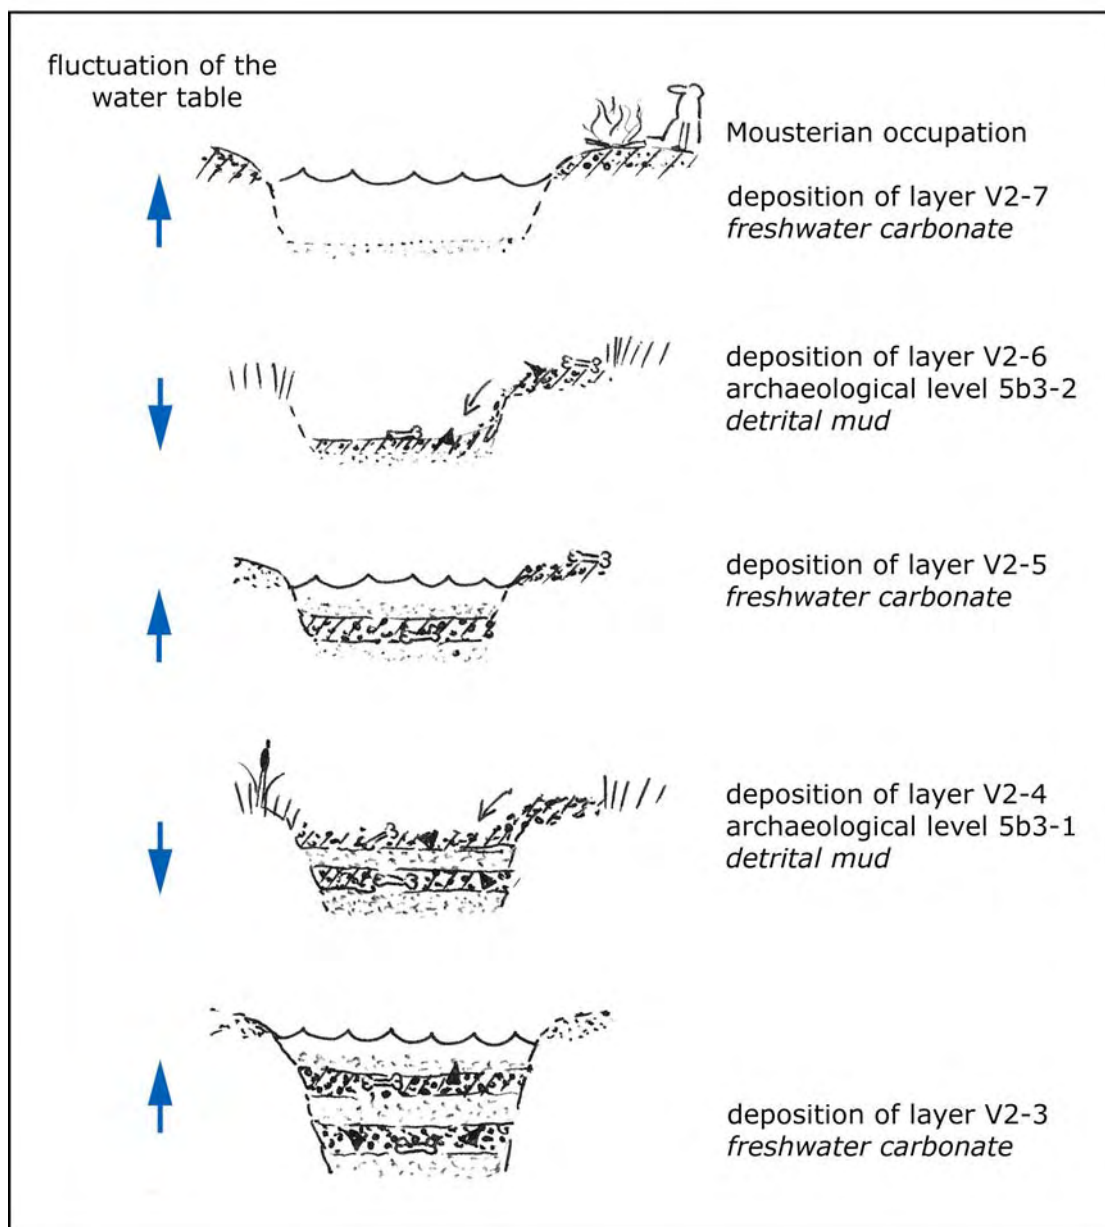 fluctuation of the
water table
Mousterian occupation
deposition of layer V2-7
freshwater carbonate
deposition of layer V2-6
archaeological level 5b3-2
detrital mud
deposition of layer V2-5
freshwater carbonate
deposition of layer V2-4
archaeological level 5b3-1
detrital mud
deposition of layer V2-3
freshwater carbonate